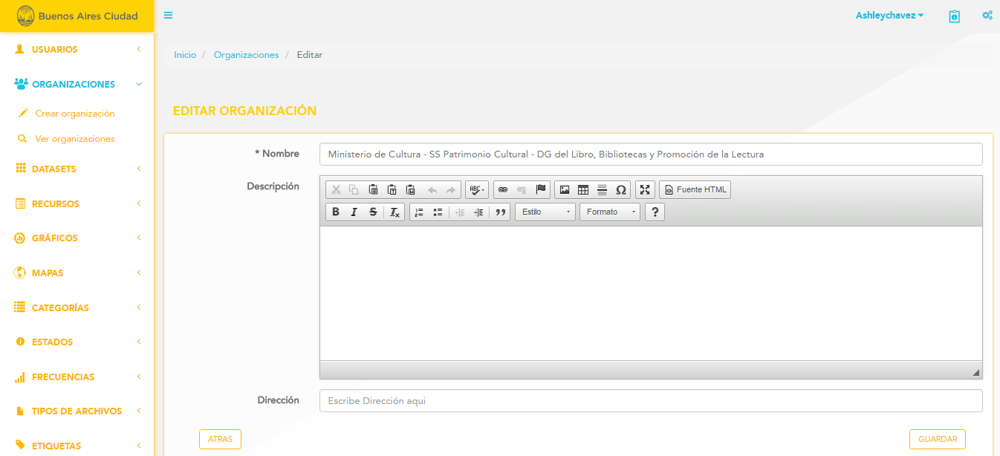 Buenos Aires Ciudad
Ashleychavez
USUARIOS
Inicio / Organizaciones / Editar
ORGANIZACIONES
Crear organización
EDITAR ORGANIZACIÓN
Ver organizaciones
* Nombre
Ministerio de Cultura - SS Patrimonio Cultural - DG del Libro, Bibliotecas y Promoción de la Lectura
DATASETS
Descripción
ABC
Fuente HTML
RECURSOS
B I S Tx
Estilo
Formato
?
GRÁFICOS
MAPAS
CATEGORÍAS
ESTADOS
FRECUENCIAS
Dirección
Escribe Dirección aqui
TIPOS DE ARCHIVOS
ATRAS
GUARDAR
ETIQUETAS